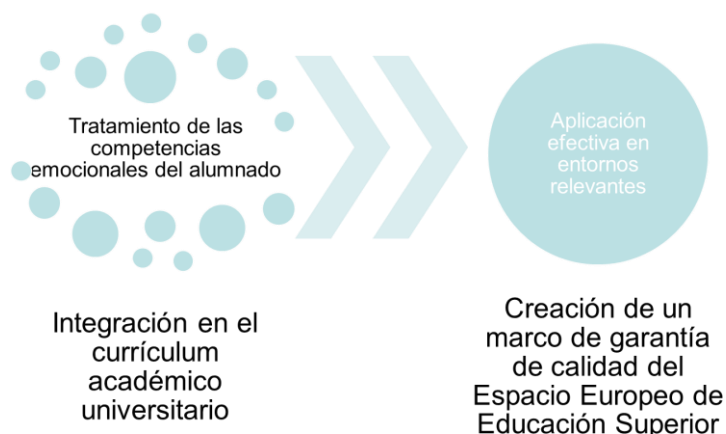 Tratamiento de las
competencias
emocionales del alumnado
Aplicación
efectiva en
entornos
relevantes
Integración en el
currículum
académico
universitario
Creación de un
marco de garantía
de calidad del
Espacio Europeo de
Educación Superior